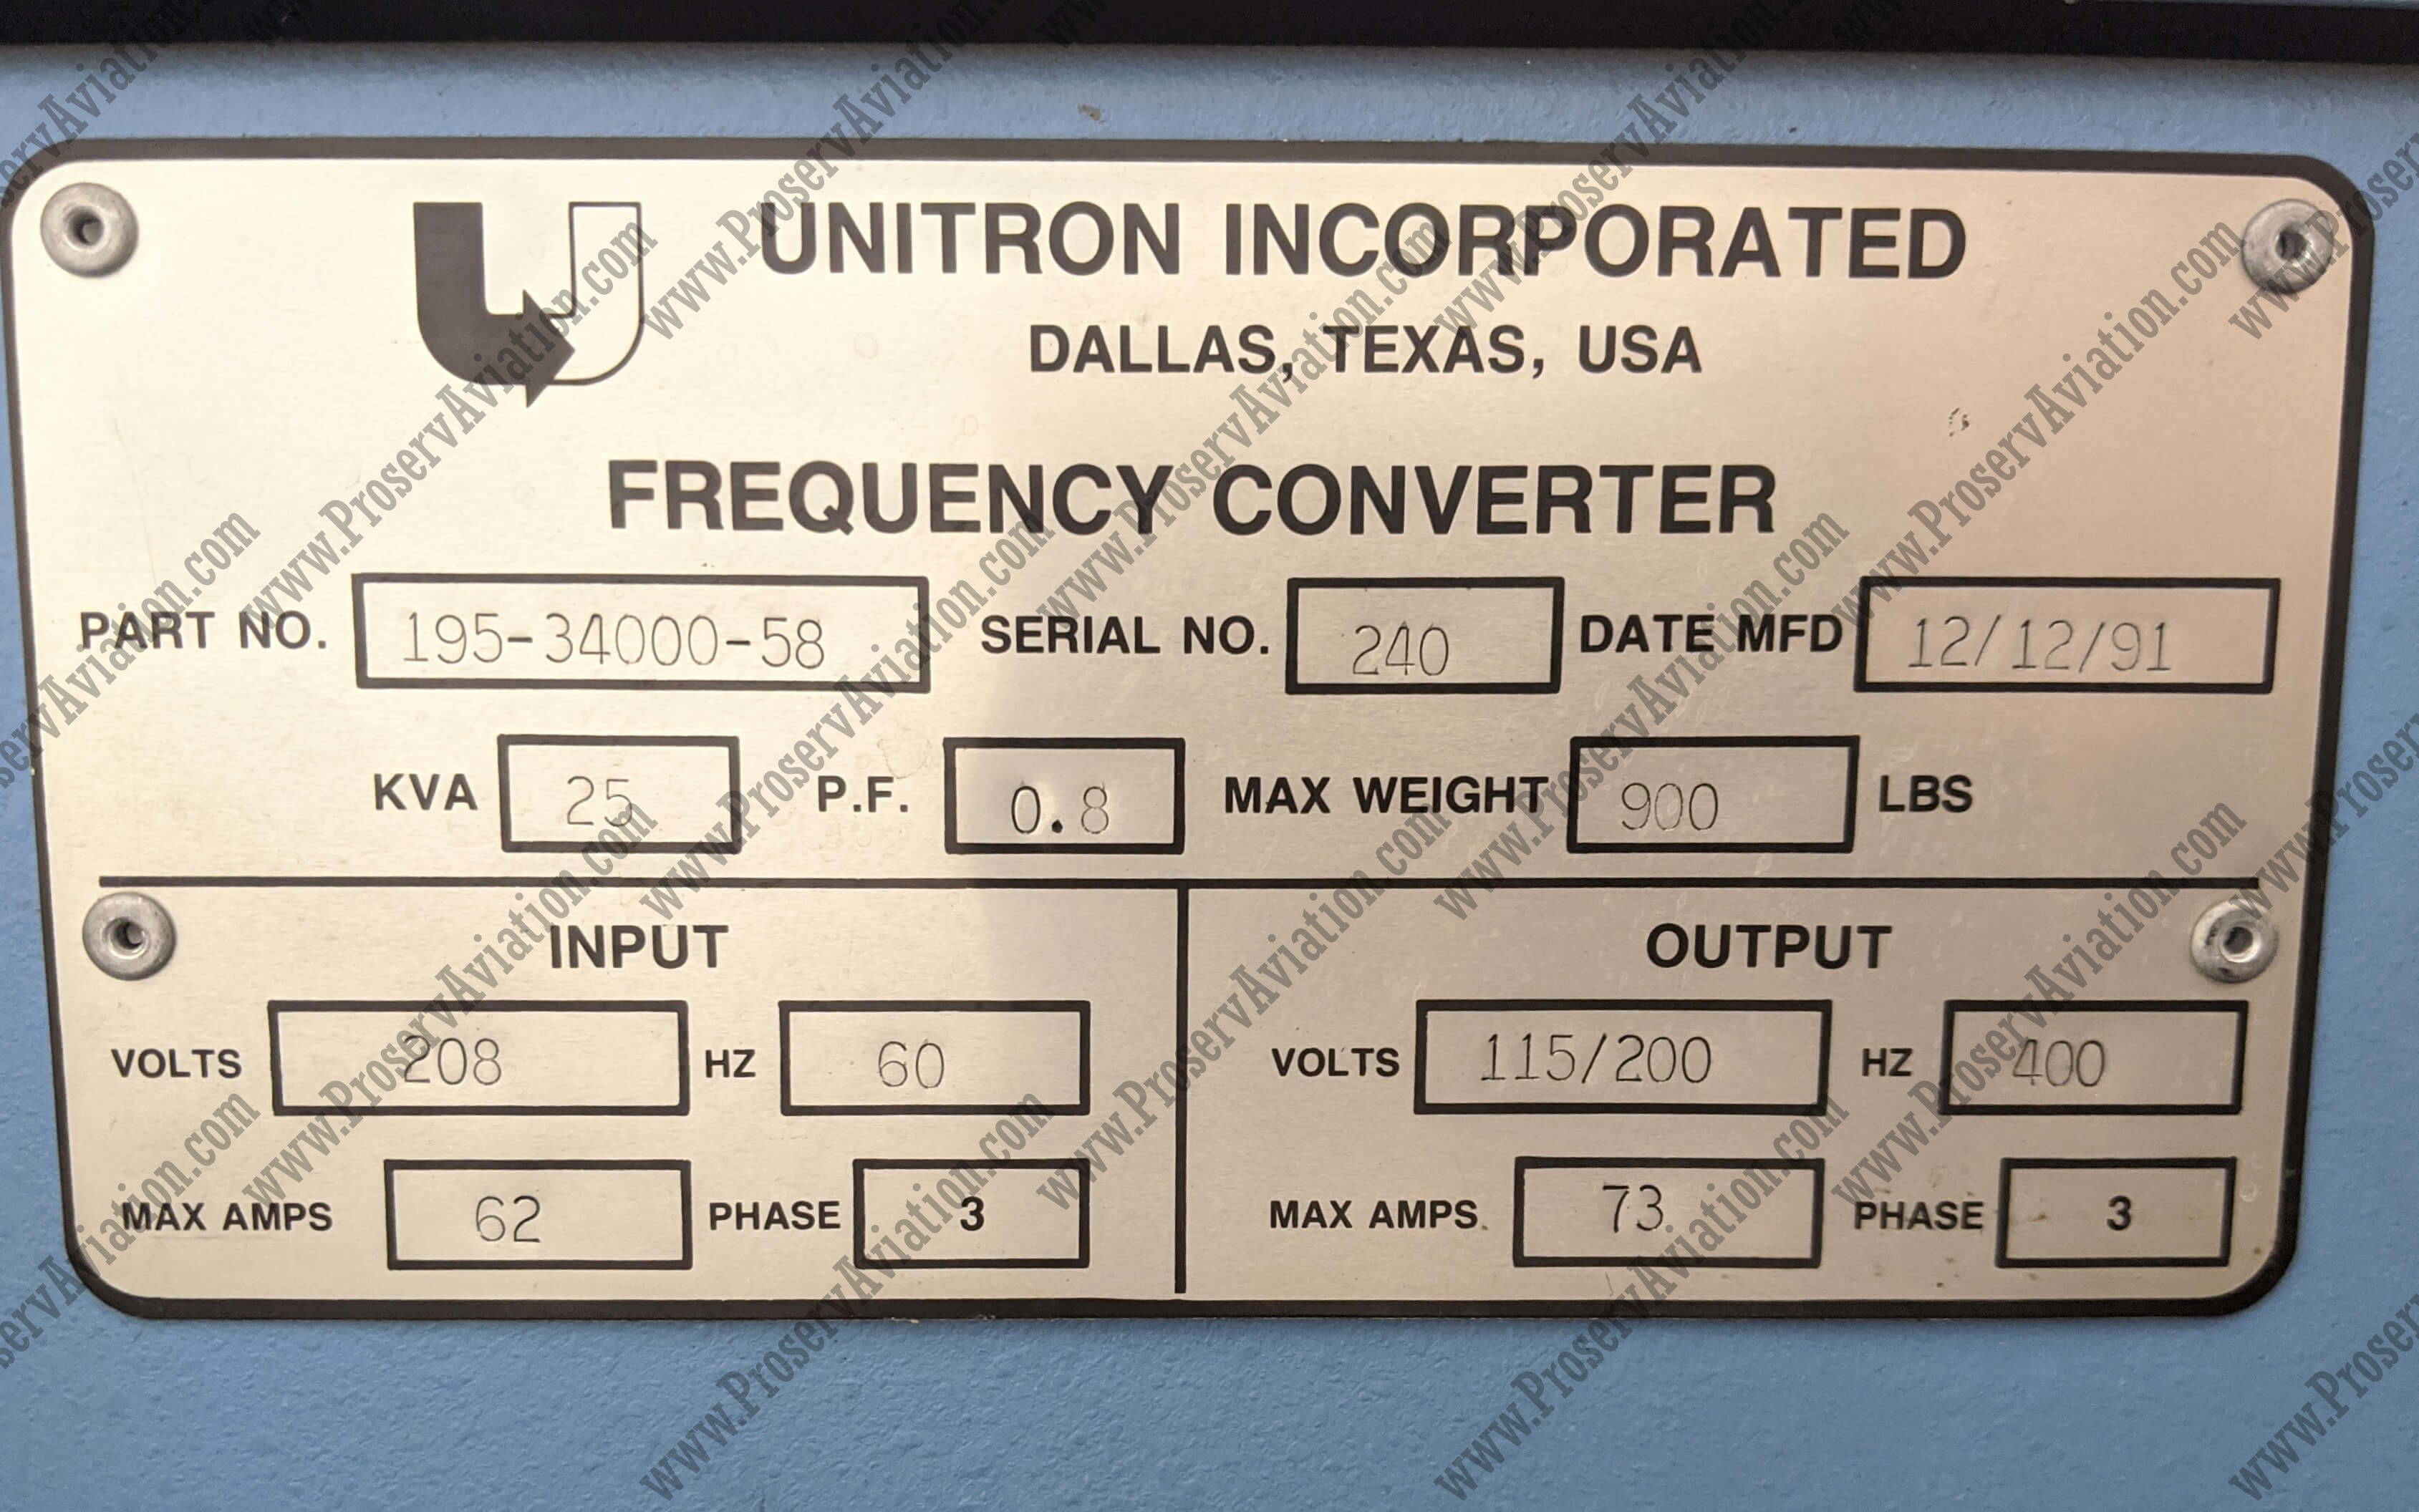 UNITRON INCORPORATED
DALLAS, TEXAS, USA
FREQUENCY CONVERTER
PART NO. 195-34000-58 SERIAL NO. 240 DATE MFD 12/12/91
KVA 25 P.F. 0.8 MAX WEIGHT 900 LBS
INPUT
VOLTS 208 HZ 60
MAX AMPS 62 PHASE 3
OUTPUT
VOLTS 115/200 HZ 400
MAX AMPS. 73 PHASE 3
www.ProservAviation.com